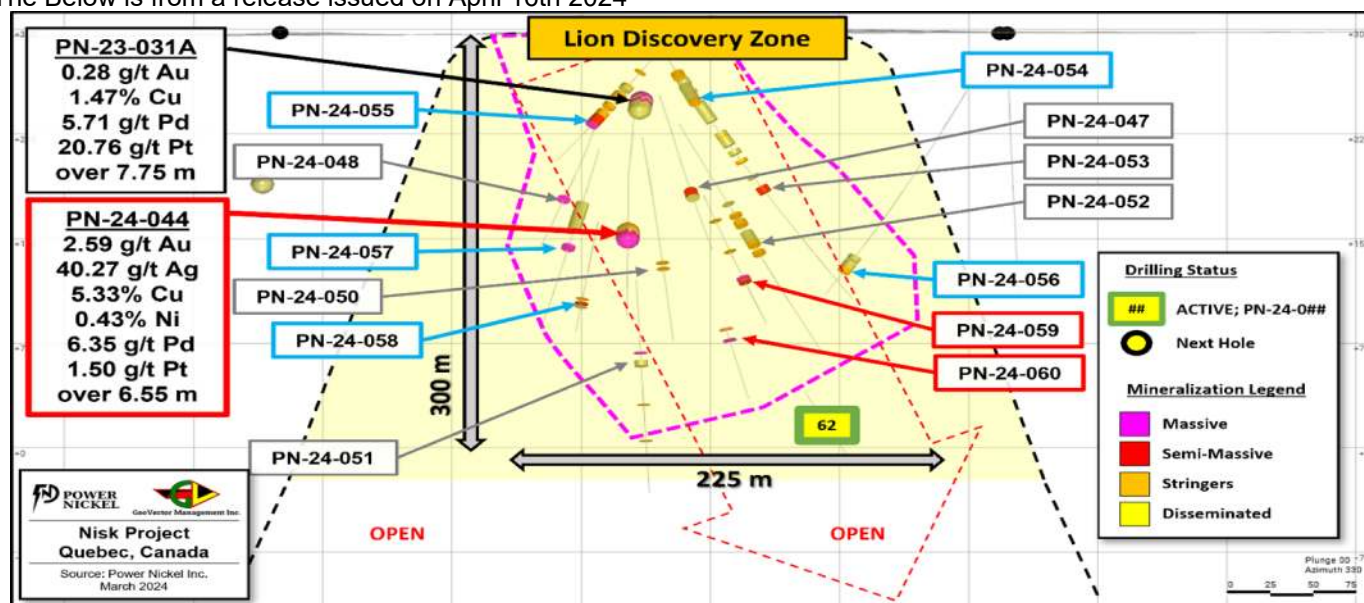 The Below is from a release issued on April 16th 2024
Lion Discovery Zone
PN-23-031A
0.28 g/t Au
1.47% Cu
5.71 g/t Pd
20.76 g/t Pt
over 7.75 m
PN-24-044
2.59 g/t Au
40.27 g/t Ag
5.33% Cu
0.43% Ni
6.35 g/t Pd
1.50 g/t Pt
over 6.55 m
PN-24-055
PN-24-048
PN-24-057
PN-24-050
PN-24-058
PN-24-051
PN-24-054
PN-24-047
PN-24-053
PN-24-052
PN-24-056
PN-24-059
PN-24-060
300 m
225 m
62
OPEN
OPEN
Drilling Status
## ACTIVE; PN-24-0##
Next Hole
Mineralization Legend
Massive
Semi-Massive
Stringers
Disseminated
POWER
NICKEL
GeoVector Management Inc.
Nisk Project
Quebec, Canada
Source: Power Nickel Inc.
March 2024
Plunge 00
Azimuth 330
0 25 50 75